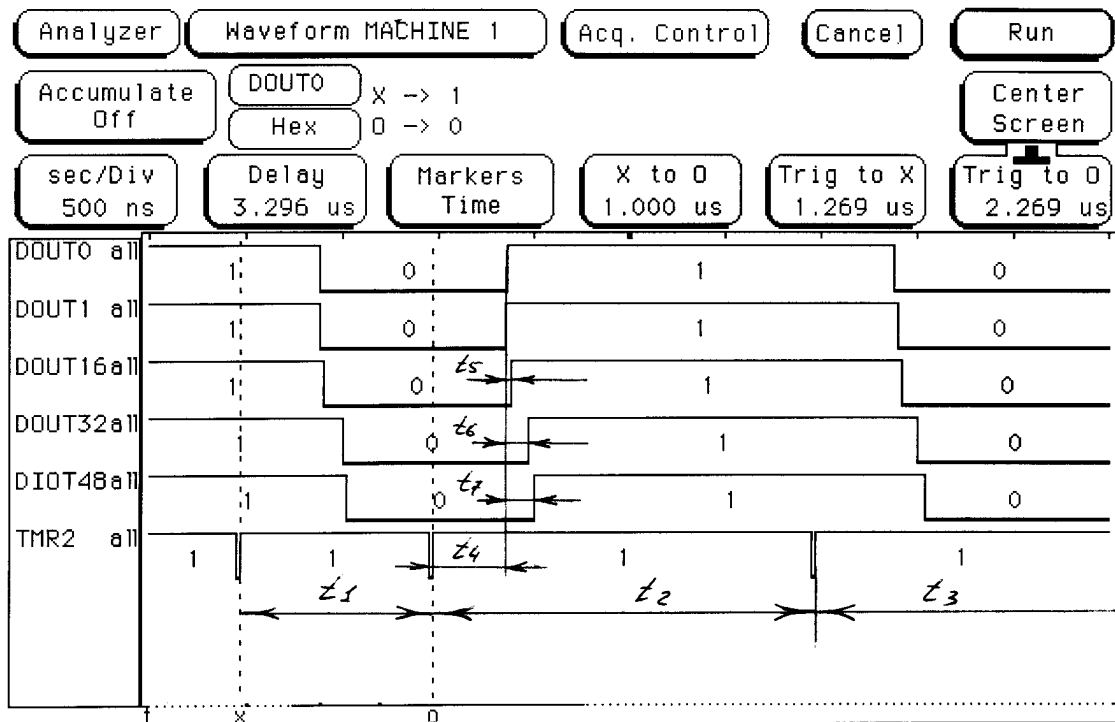 Analyzer Waveform MACHINE 1 Acq. Control Cancel Run
Accumulate Off
DOUT0 X -> 1
Hex O -> 0
Center Screen
sec/Div 500 ns
Delay 3.296 us
Markers Time
X to O 1.000 us
Trig to X 1.269 us
Trig to O 2.269 us
DOUT0 all 1 0 1 0
DOUT1 all 1 0 1 0
DOUT16all 1 0 t5 1 0
DOUT32all 1 0 t6 1 0
DIOT48all 1 0 t7 1 0
TMR2 all 1 1 t4 1 1
t1 t2 t3
t X O